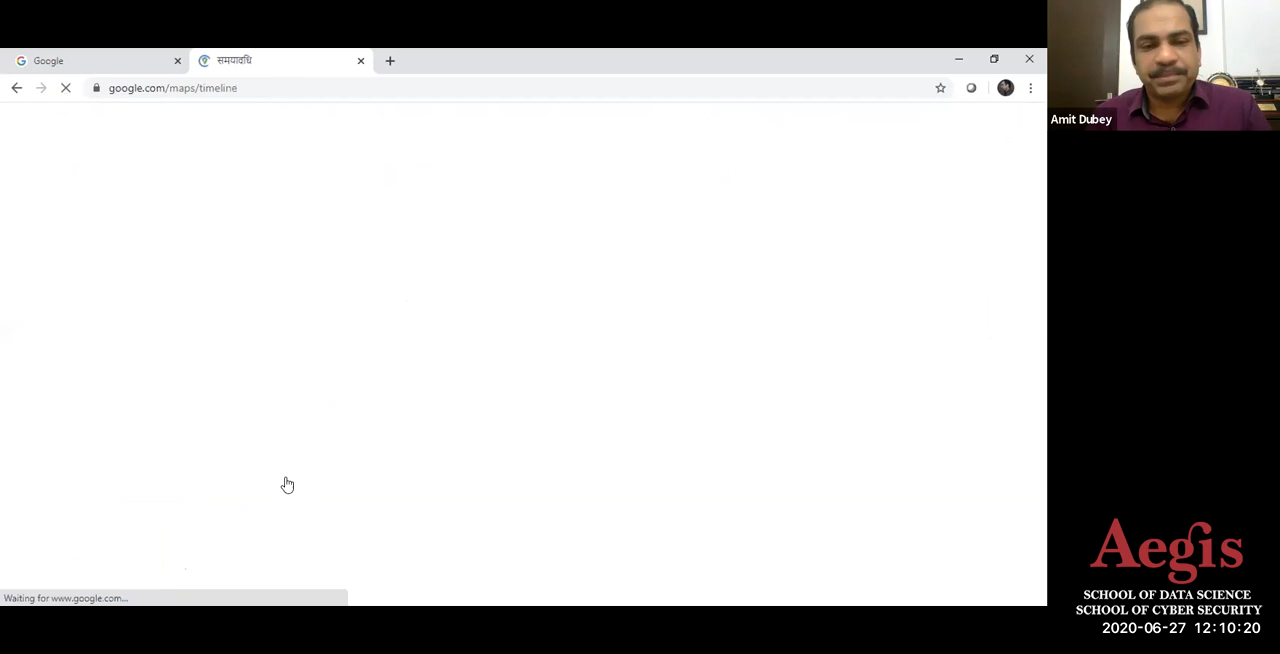 Google
समयावधि
google.com/maps/timeline
Amit Dubey
Waiting for www.google.com...
Aegis
SCHOOL OF DATA SCIENCE
SCHOOL OF CYBER SECURITY
2020-06-27 12:10:20